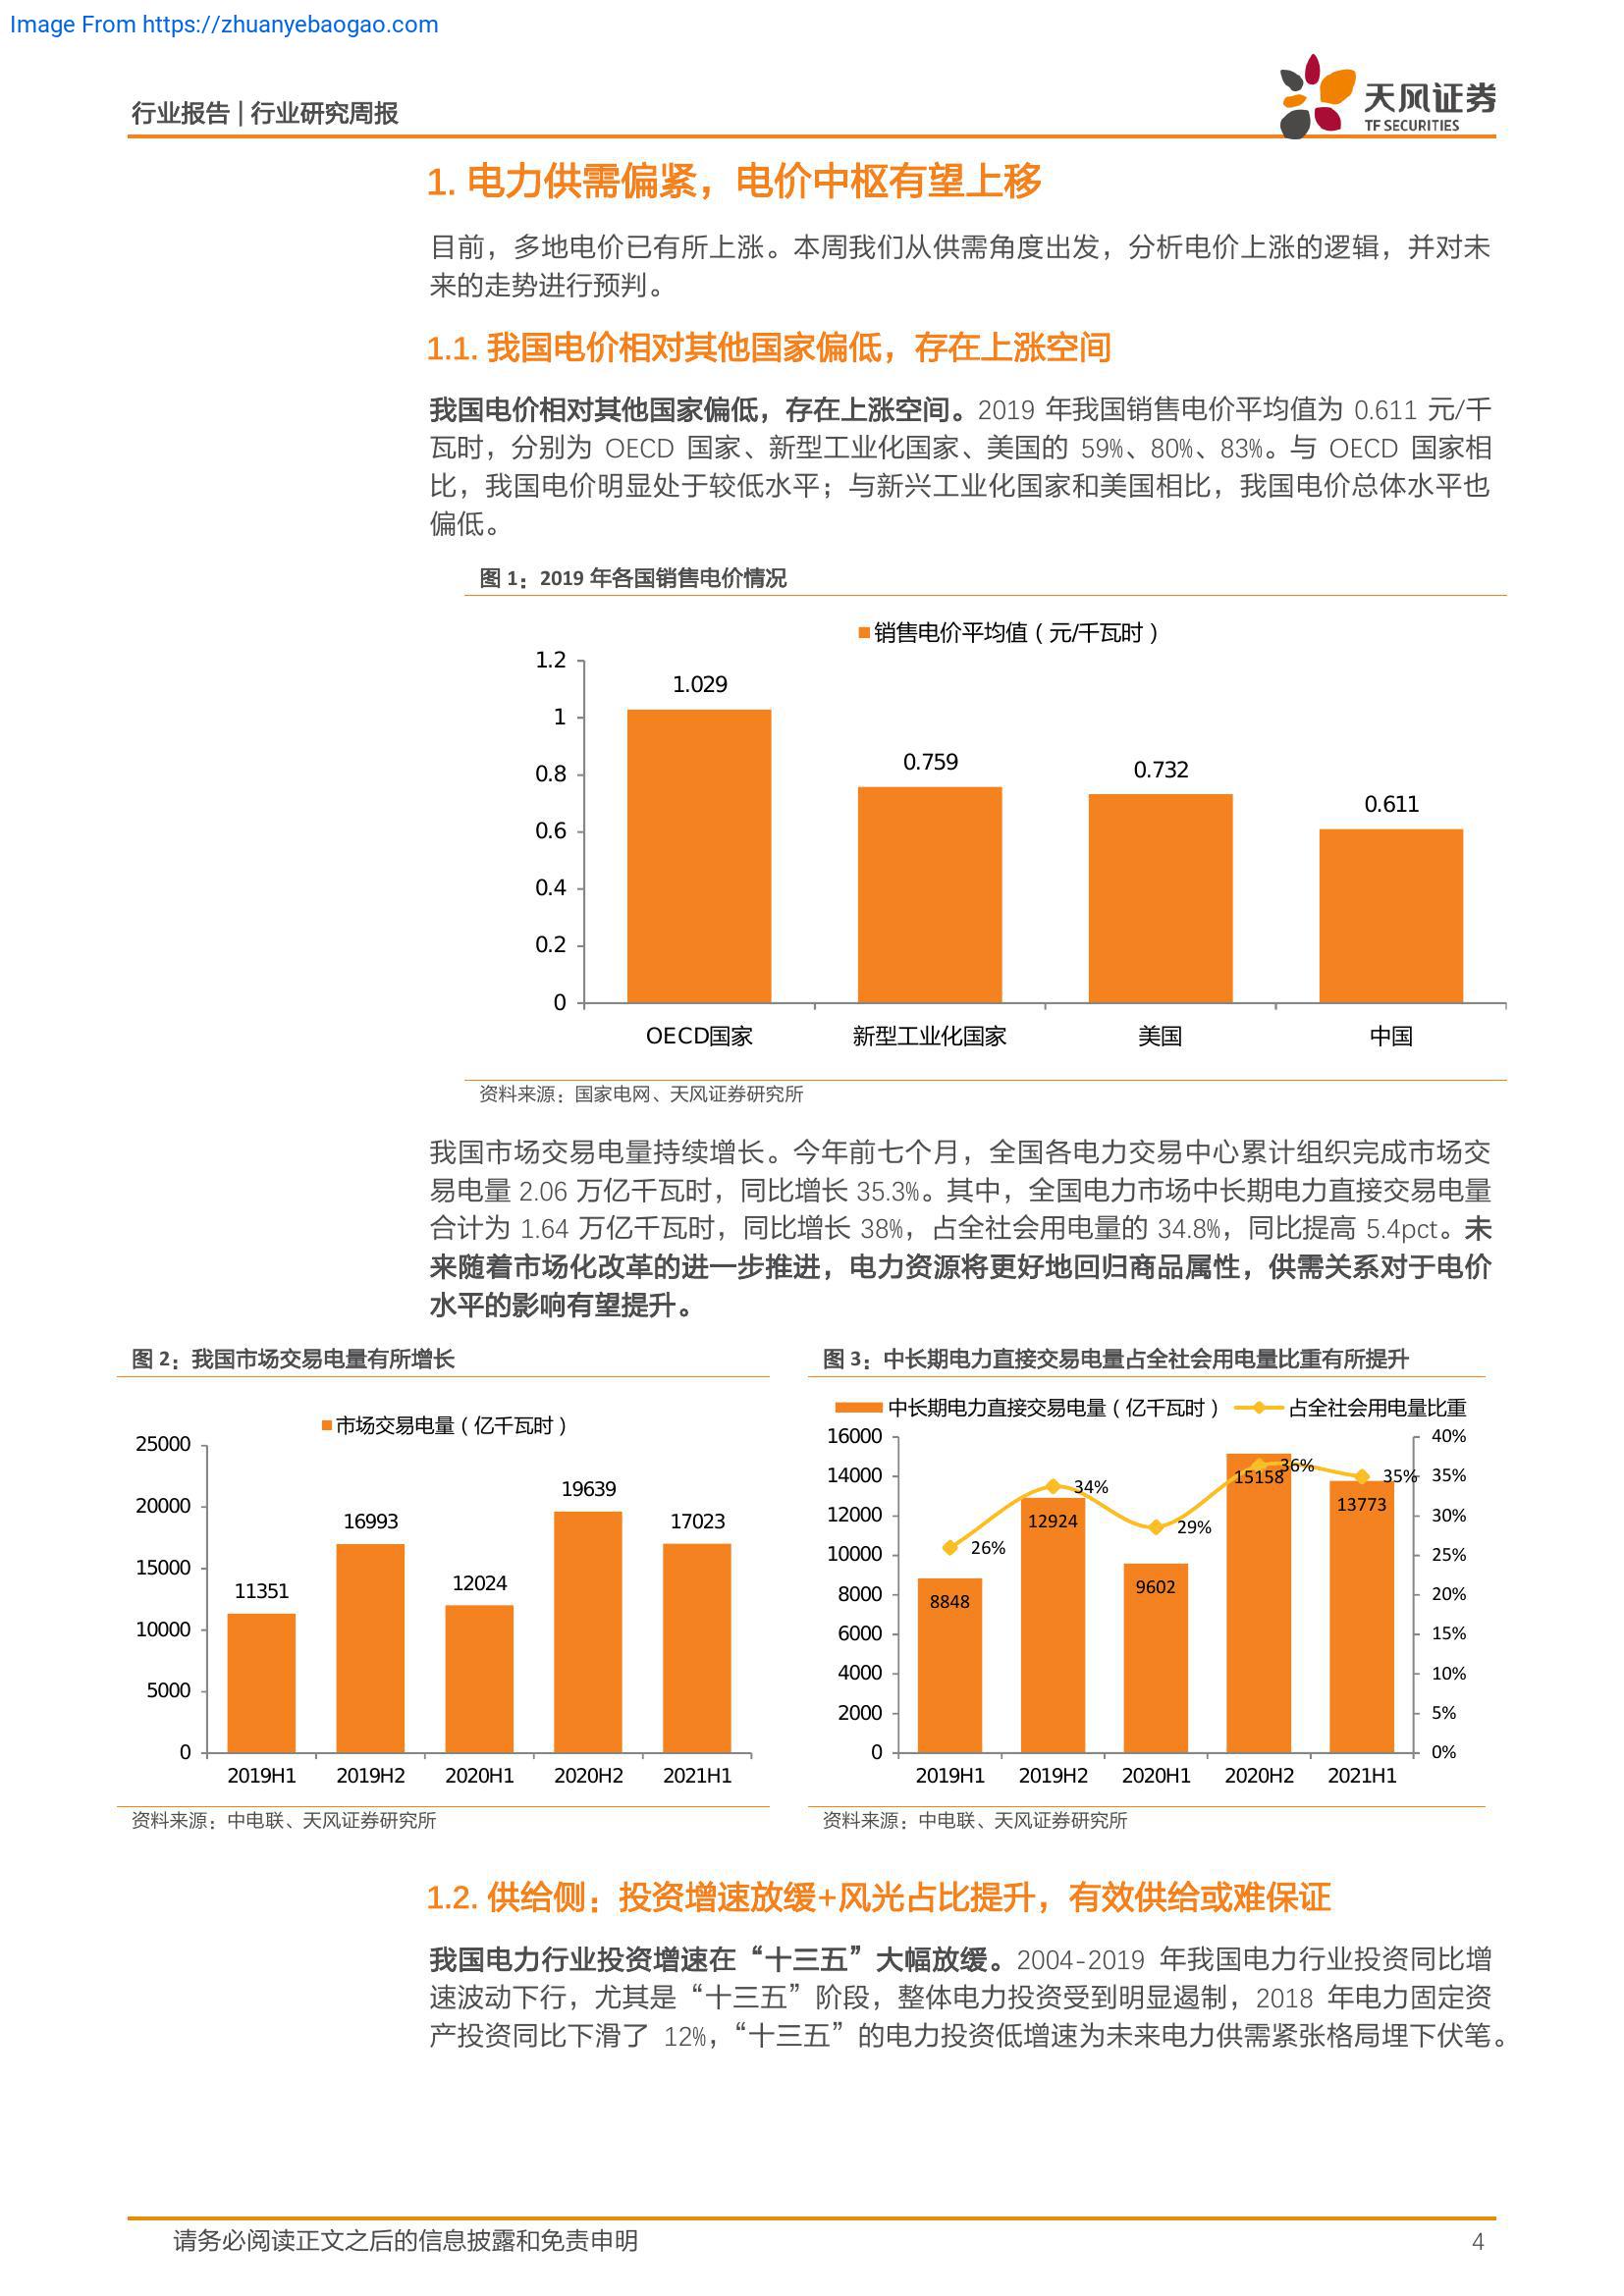 Image From https://zhuanyebaogao.com
行业报告 | 行业研究周报
天风证券
TF SECURITIES
1. 电力供需偏紧，电价中枢有望上移
目前，多地电价已有所上涨。本周我们从供需角度出发，分析电价上涨的逻辑，并对未
来的走势进行预判。
1.1. 我国电价相对其他国家偏低，存在上涨空间
我国电价相对其他国家偏低，存在上涨空间。2019 年我国销售电价平均值为 0.611 元/千
瓦时，分别为 OECD 国家、新型工业化国家、美国的 59%、80%、83%。与 OECD 国家相
比，我国电价明显处于较低水平；与新兴工业化国家和美国相比，我国电价总体水平也
偏低。
图 1：2019 年各国销售电价情况
销售电价平均值（元/千瓦时）
1.2
1
0.8
0.6
0.4
0.2
0
1.029
0.759
0.732
0.611
OECD国家 新型工业化国家 美国 中国
资料来源：国家电网、天风证券研究所
我国市场交易电量持续增长。今年前七个月，全国各电力交易中心累计组织完成市场交
易电量 2.06 万亿千瓦时，同比增长 35.3%。其中，全国电力市场中长期电力直接交易电量
合计为 1.64 万亿千瓦时，同比增长 38%，占全社会用电量的 34.8%，同比提高 5.4pct。未
来随着市场化改革的进一步推进，电力资源将更好地回归商品属性，供需关系对于电价
水平的影响有望提升。
图 2：我国市场交易电量有所增长
市场交易电量（亿千瓦时）
25000
20000
15000
10000
5000
0
11351
16993
12024
19639
17023
2019H1 2019H2 2020H1 2020H2 2021H1
资料来源：中电联、天风证券研究所
图 3：中长期电力直接交易电量占全社会用电量比重有所提升
中长期电力直接交易电量（亿千瓦时） 占全社会用电量比重
16000
14000
12000
10000
8000
6000
4000
2000
0
40%
35%
30%
25%
20%
15%
10%
5%
0%
26%
34%
29%
36%
35%
8848
12924
9602
15158
13773
2019H1 2019H2 2020H1 2020H2 2021H1
资料来源：中电联、天风证券研究所
1.2. 供给侧：投资增速放缓+风光占比提升，有效供给或难保证
我国电力行业投资增速在“十三五”大幅放缓。2004-2019 年我国电力行业投资同比增
速波动下行，尤其是“十三五”阶段，整体电力投资受到明显遏制，2018 年电力固定资
产投资同比下滑了 12%，“十三五”的电力投资低增速为未来电力供需紧张格局埋下伏笔。
请务必阅读正文之后的信息披露和免责申明
4